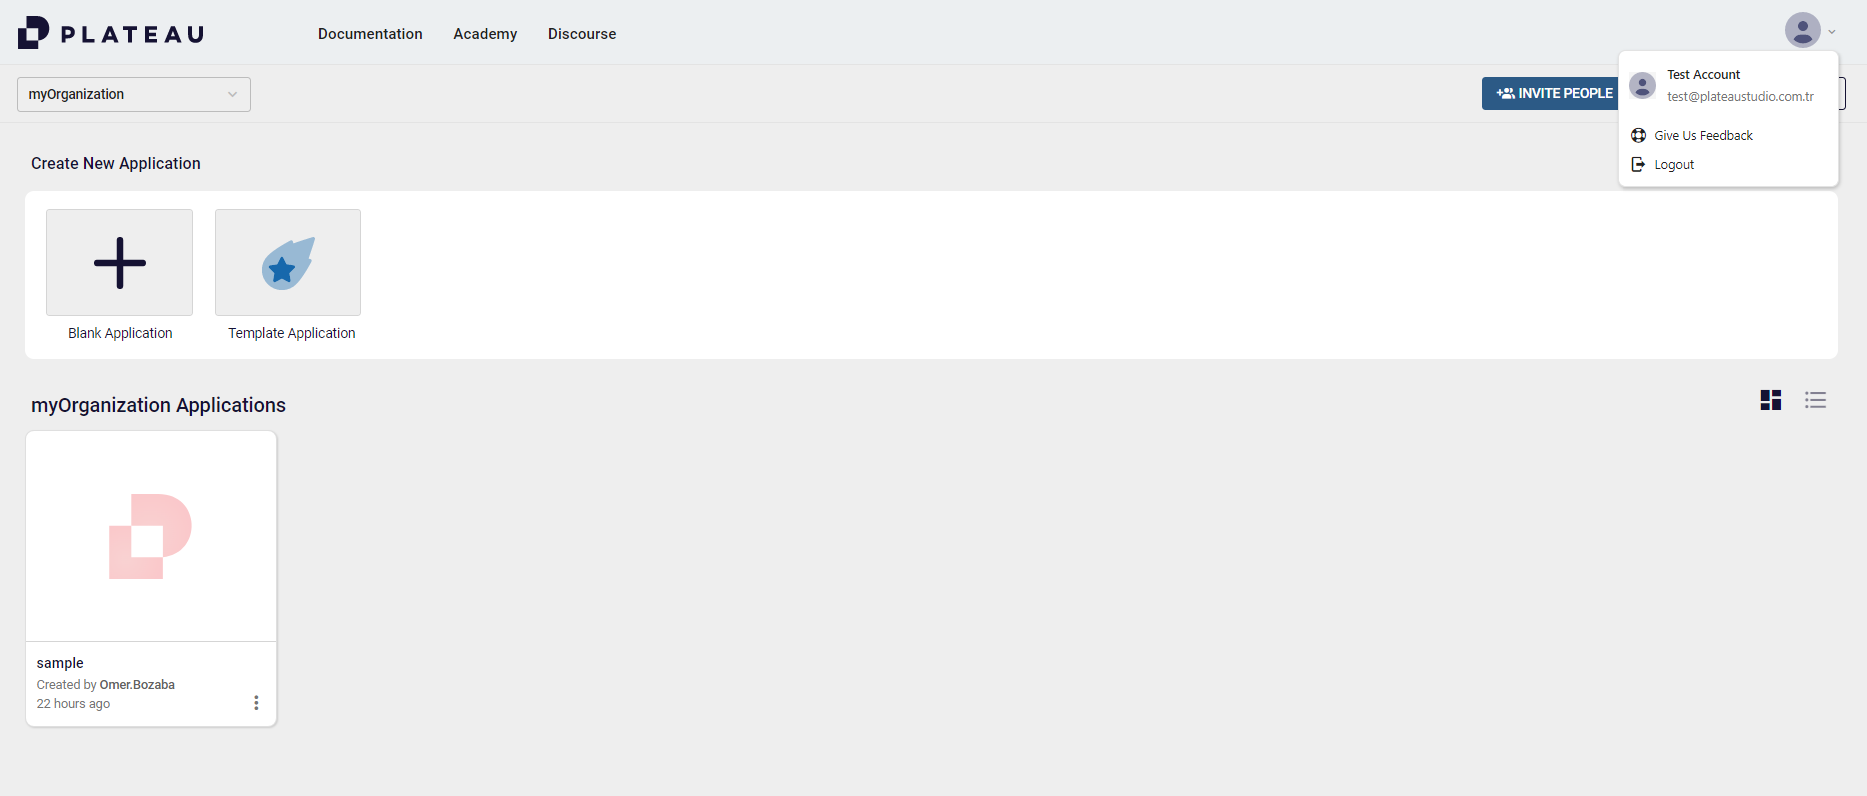 PLATEAU
Documentation
Academy
Discourse
myOrganization
INVITE PEOPLE
Test Account
test@plateaustudio.com.tr
Give Us Feedback
Logout
Create New Application
Blank Application
Template Application
myOrganization Applications
sample
Created by Omer.Bozaba
22 hours ago